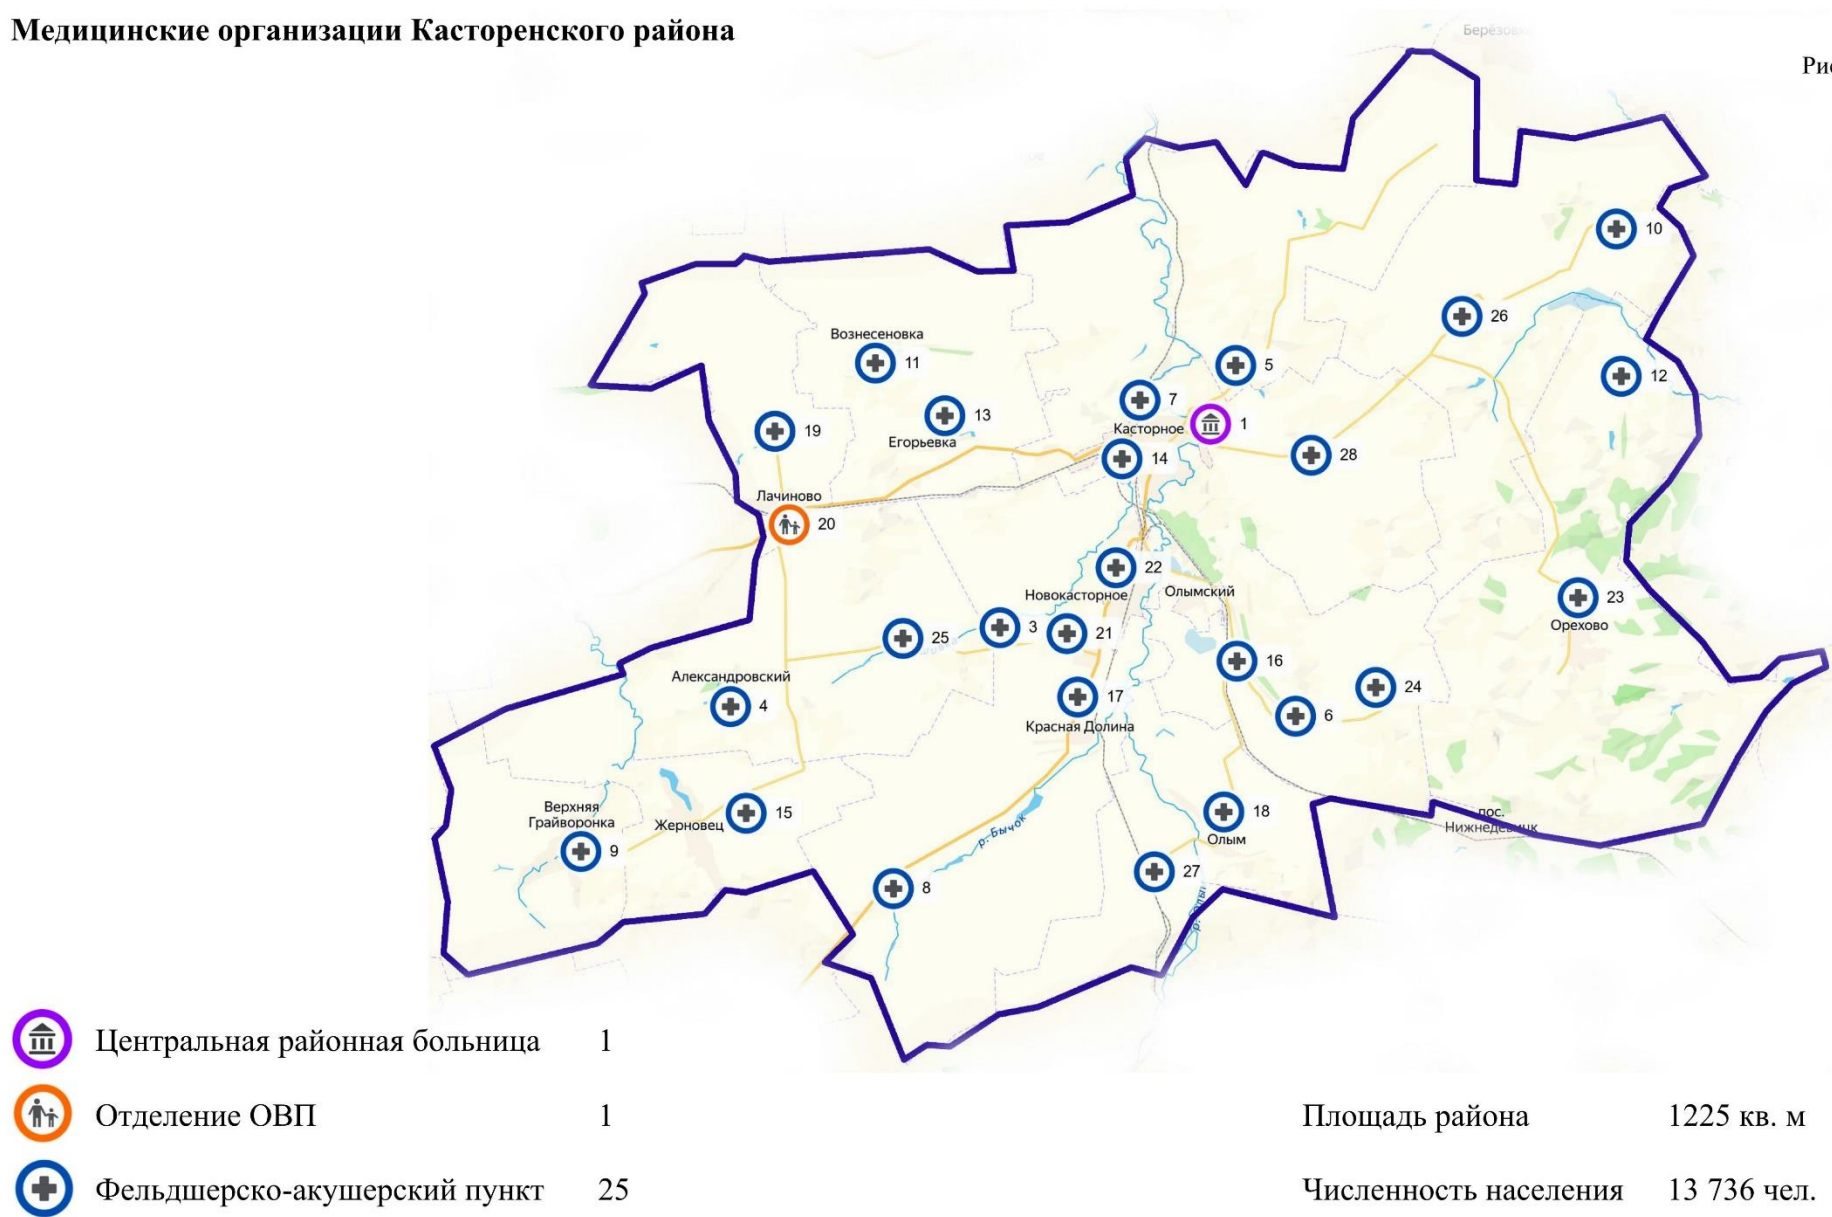 Медицинские организации Касторенского района
Рис
Вознесеновка
11
13
Егорьевка
19
Лачиново
20
10
26
12
5
7
Касторное
1
14
28
22
Новокасторное
Олымский
23
Орехово
25
3
21
16
24
6
17
Красная Долина
Александровский
4
Верхняя
Грайворонка
9
Жерновец
15
р. Бычок
8
18
Олым
27
пос.
Нижнедевицк
Центральная районная больница 1
Отделение ОВП 1
Фельдшерско-акушерский пункт 25
Площадь района 1225 кв. м
Численность населения 13 736 чел.